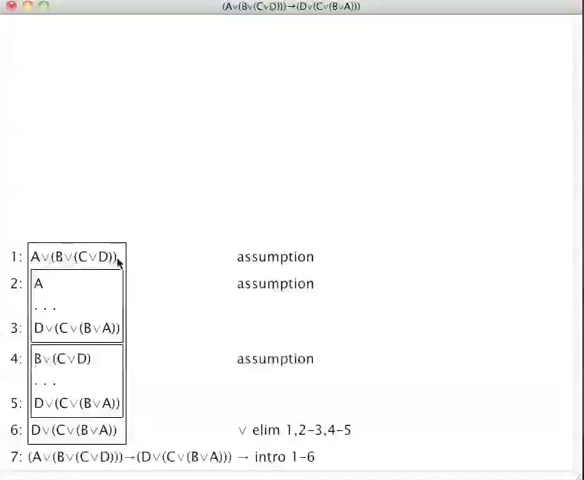 (A∨(B∨(C∨D)))→(D∨(C∨(B∨A)))
1: A∨(B∨(C∨D)) assumption
2: A assumption
...
3: D∨(C∨(B∨A))
4: B∨(C∨D) assumption
...
5: D∨(C∨(B∨A))
6: D∨(C∨(B∨A)) ∨ elim 1,2-3,4-5
7: (A∨(B∨(C∨D)))→(D∨(C∨(B∨A))) → intro 1-6